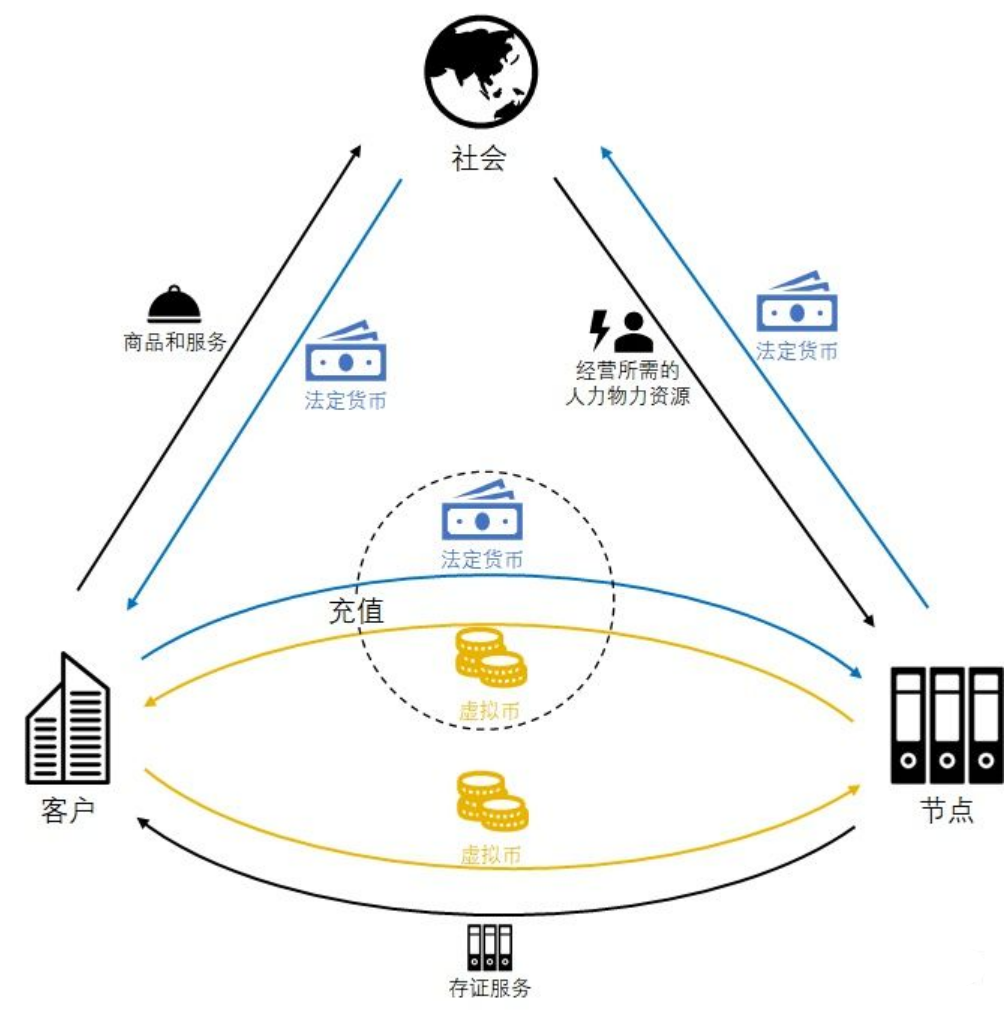 社会
商品和服务
法定货币
经营所需的
人力物力资源
法定货币
法定货币
充值
虚拟币
客户
节点
虚拟币
存证服务